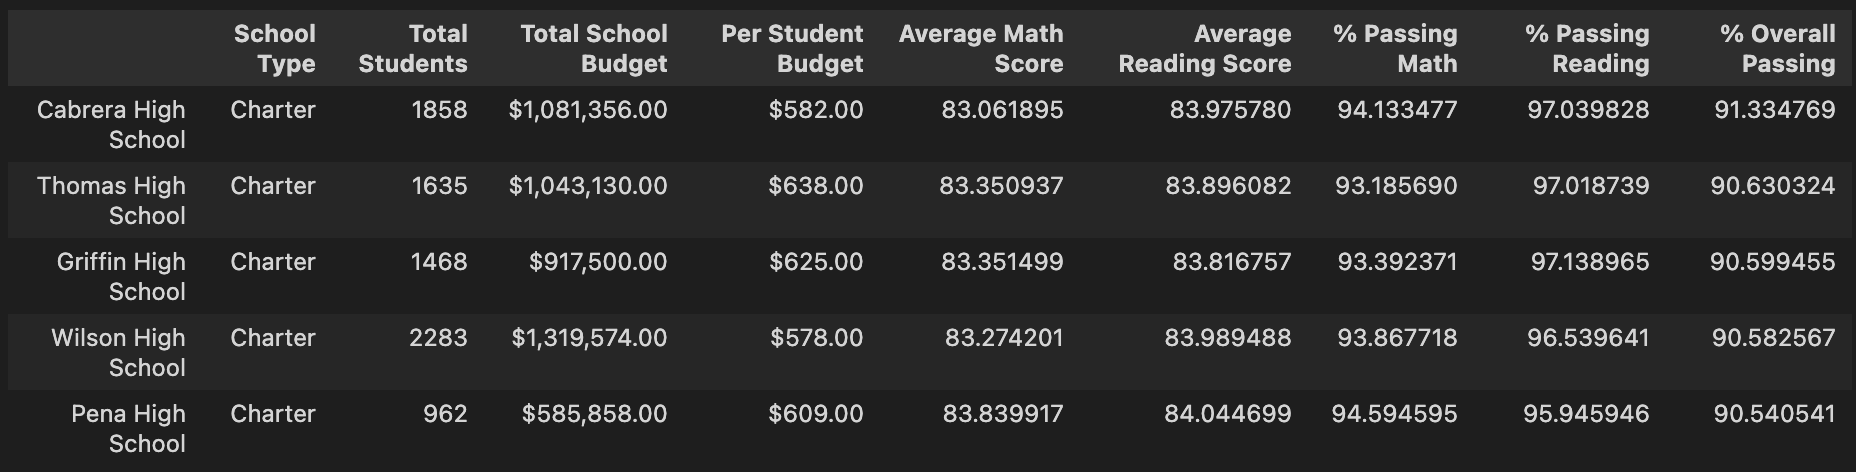 School Type Total Students Total School Budget Per Student Budget Average Math Score Average Reading Score % Passing Math % Passing Reading % Overall Passing
Cabrera High School Charter 1858 $1,081,356.00 $582.00 83.061895 83.975780 94.133477 97.039828 91.334769
Thomas High School Charter 1635 $1,043,130.00 $638.00 83.350937 83.896082 93.185690 97.018739 90.630324
Griffin High School Charter 1468 $917,500.00 $625.00 83.351499 83.816757 93.392371 97.138965 90.599455
Wilson High School Charter 2283 $1,319,574.00 $578.00 83.274201 83.989488 93.867718 96.539641 90.582567
Pena High School Charter 962 $585,858.00 $609.00 83.839917 84.044699 94.594595 95.945946 90.540541